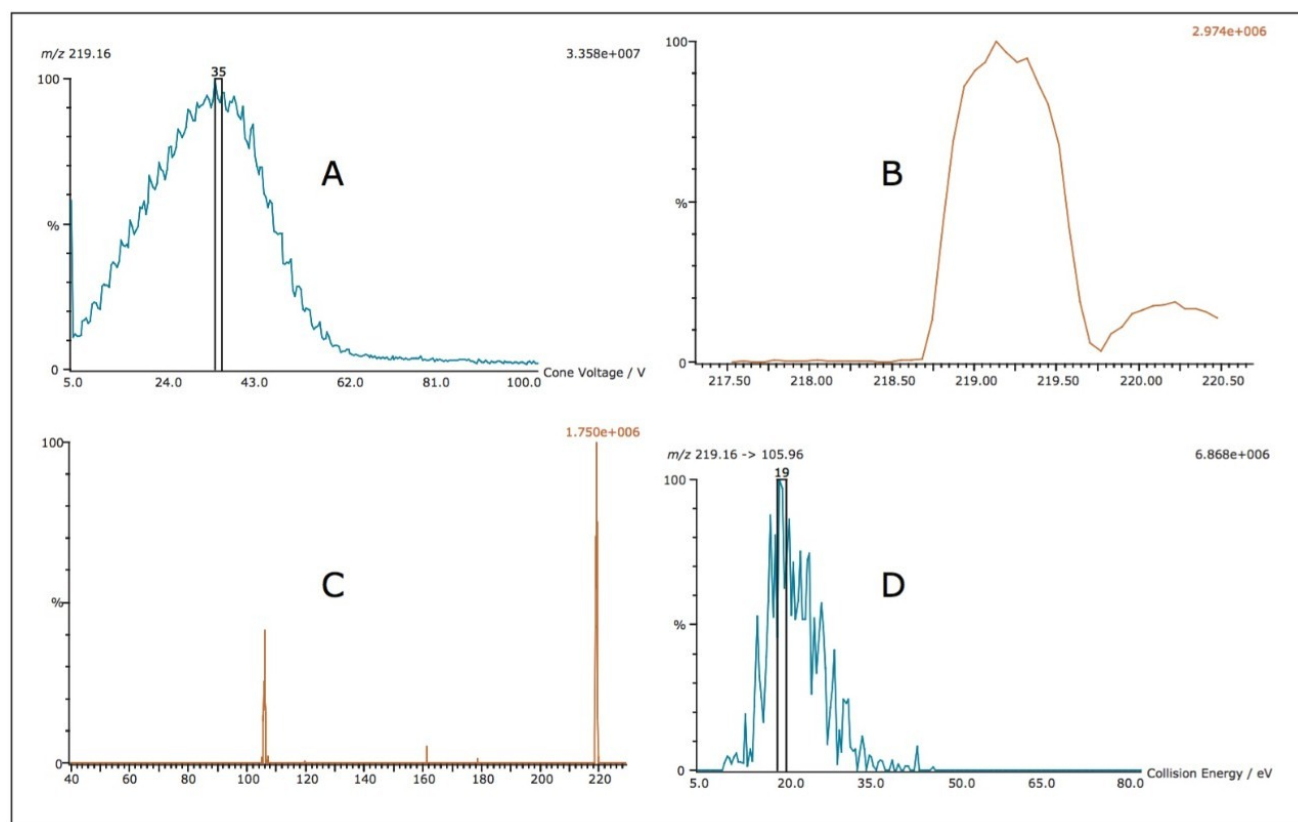 m/z 219.16
3.358e+007
35
100
%
0
5.0 24.0 43.0 62.0 81.0 100.0
Cone Voltage / V
A
2.974e+006
100
%
0
217.50 218.00 218.50 219.00 219.50 220.00 220.50
B
1.750e+006
100
%
0
40 60 80 100 120 140 160 180 200 220
C
m/z 219.16 -> 105.96
6.868e+006
19
100
%
0
5.0 20.0 35.0 50.0 65.0 80.0
Collision Energy / eV
D